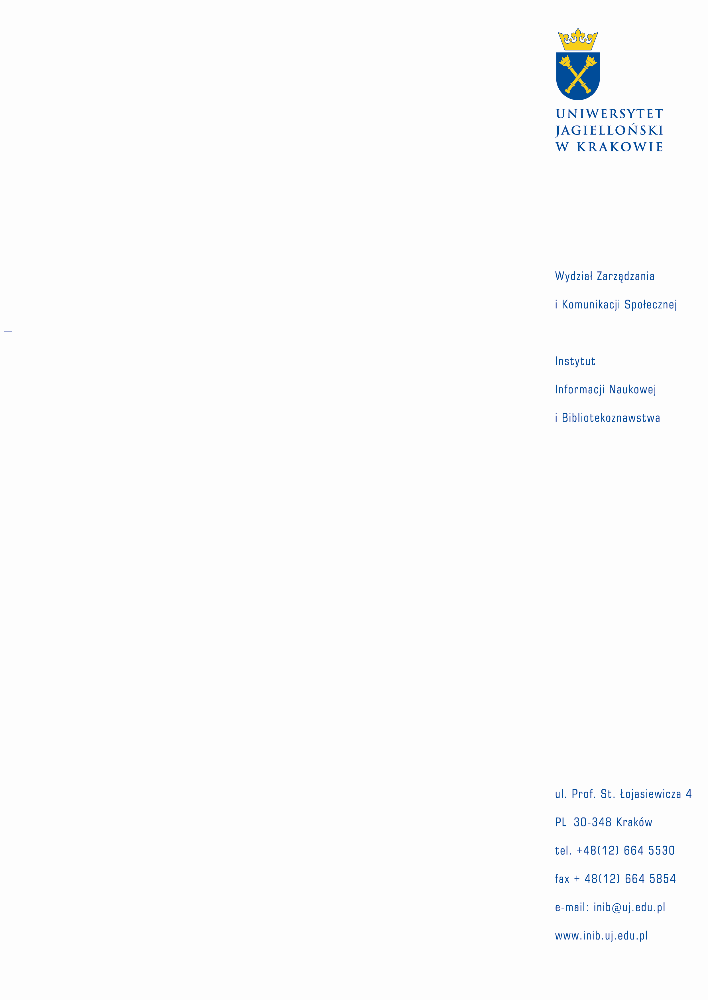 UNIWERSYTET
JAGIELLOŃSKI
W KRAKOWIE
Wydział Zarządzania
i Komunikacji Społecznej
Instytut
Informacji Naukowej
i Bibliotekoznawstwa
ul. Prof. St. Łojasiewicza 4
PL 30-348 Kraków
tel. +48(12) 664 5530
fax + 48(12) 664 5854
e-mail: inib@uj.edu.pl
www.inib.uj.edu.pl